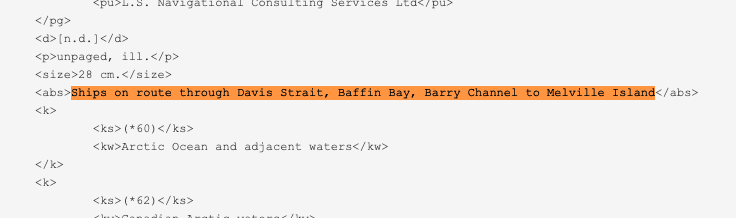 <pu>L.S. Navigational Consulting Services Ltd</pu>
</pg>
<d>[n.d.]</d>
<p>unpaged, ill.</p>
<size>28 cm.</size>
<abs>Ships on route through Davis Strait, Baffin Bay, Barry Channel to Melville Island</abs>
<k>
<ks>(*60)</ks>
<kw>Arctic Ocean and adjacent waters</kw>
</k>
<k>
<ks>(*62)</ks>
<kw>Canadian Arctic waters</kw>